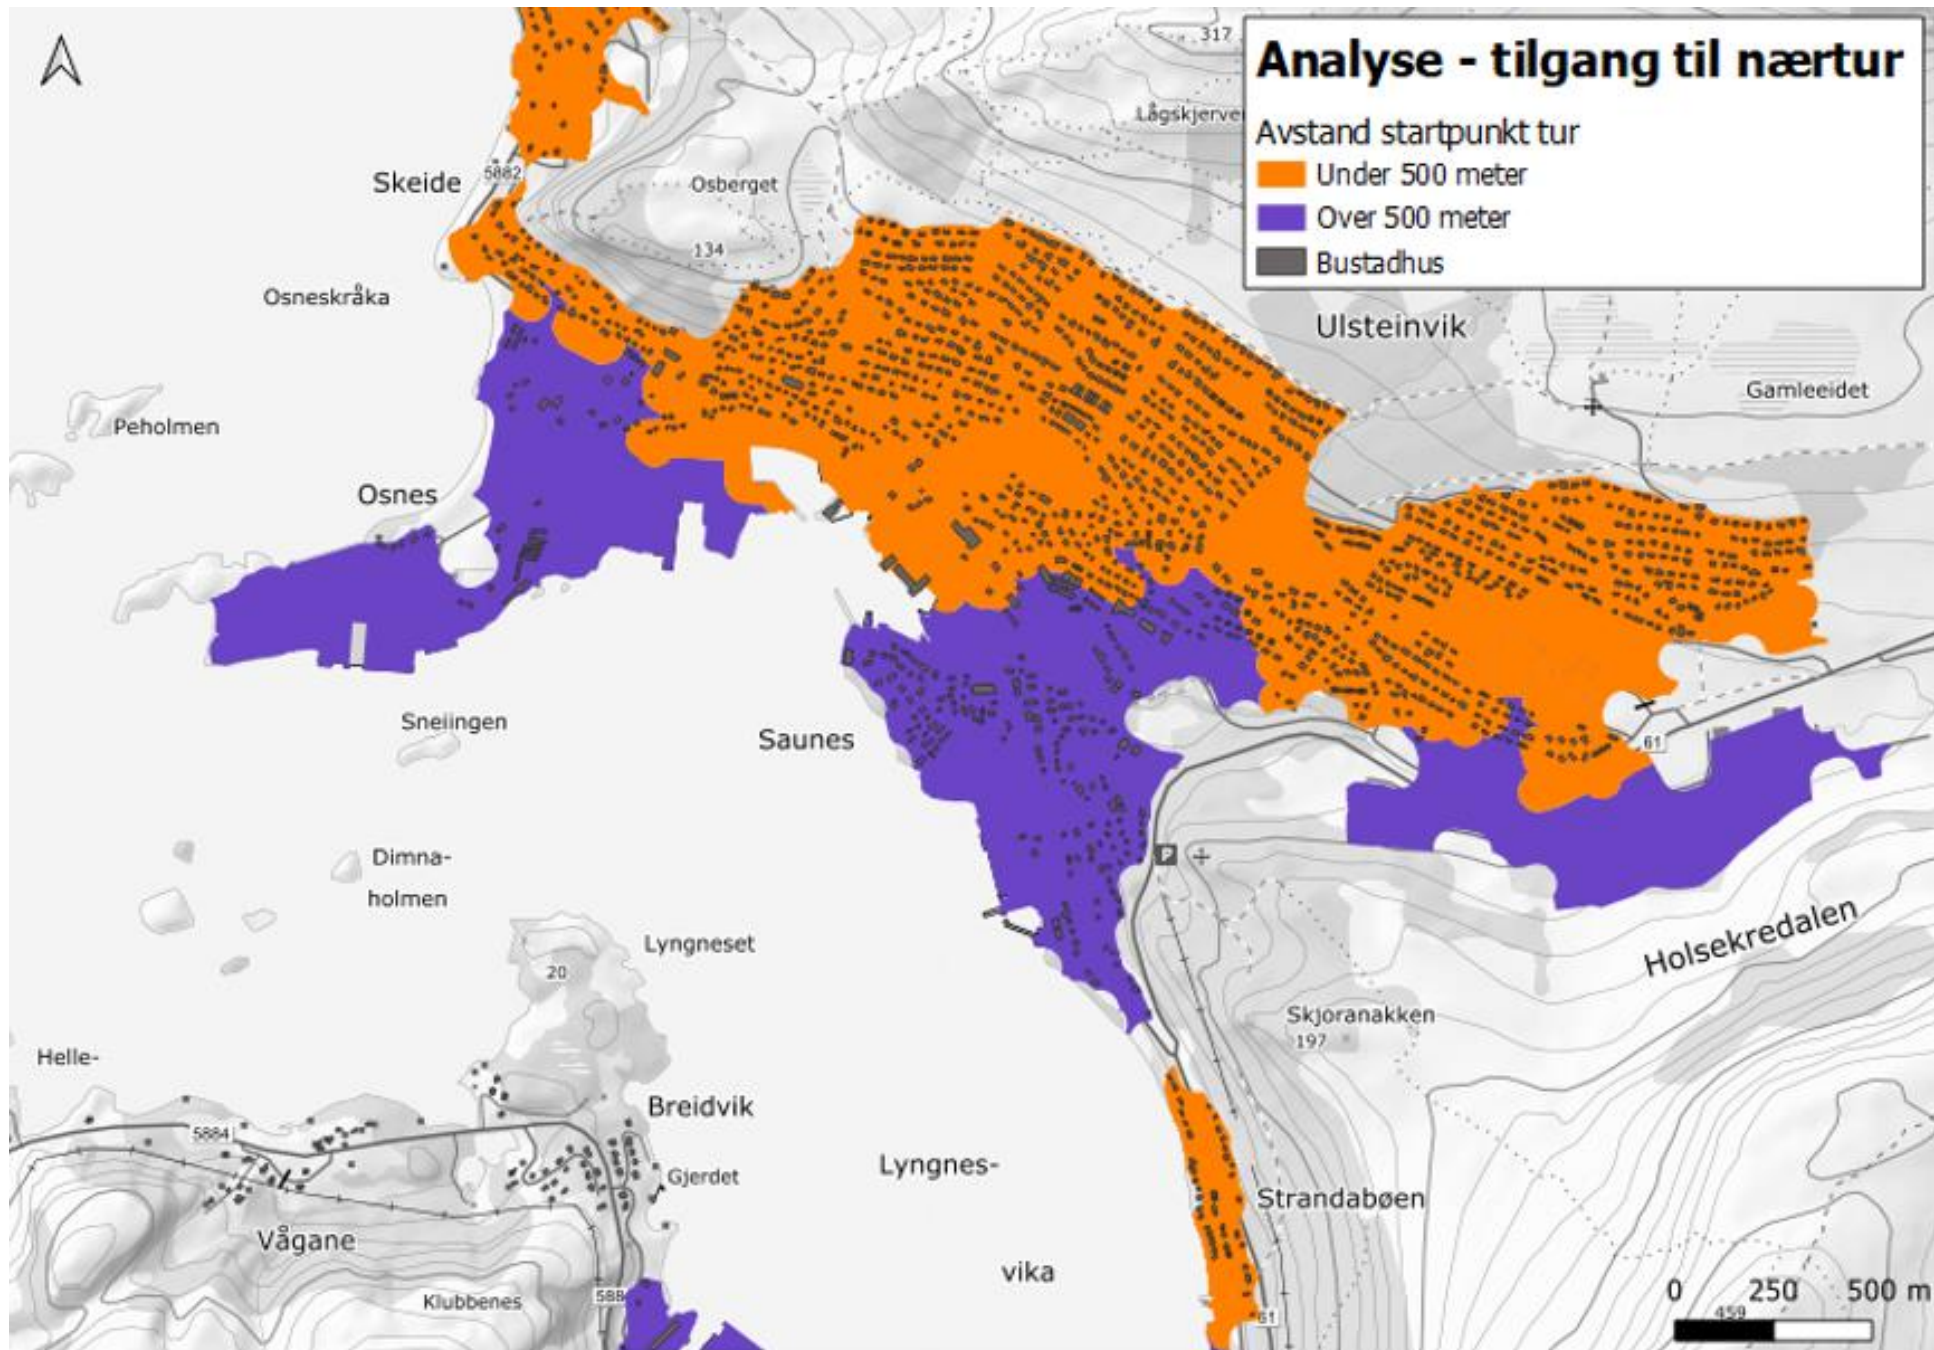 Analyse - tilgang til nærtur
Avstand startpunkt tur
Under 500 meter
Over 500 meter
Bustadhus
317
Lågskjerve
Skeide
5882
Osberget
134
Osneskråka
Ulsteinvik
Gamleeidet
Peholmen
Osnes
Sneiingen
Saunes
61
Dimna-
holmen
P
Lyngneset
20
Holsekredalen
Skjoranakken
197
Helle-
Breidvik
5884
Gjerdet
Lyngnes-
Strandabøen
Vågane
vika
Klubbenes
588
61
0 250 500 m
459